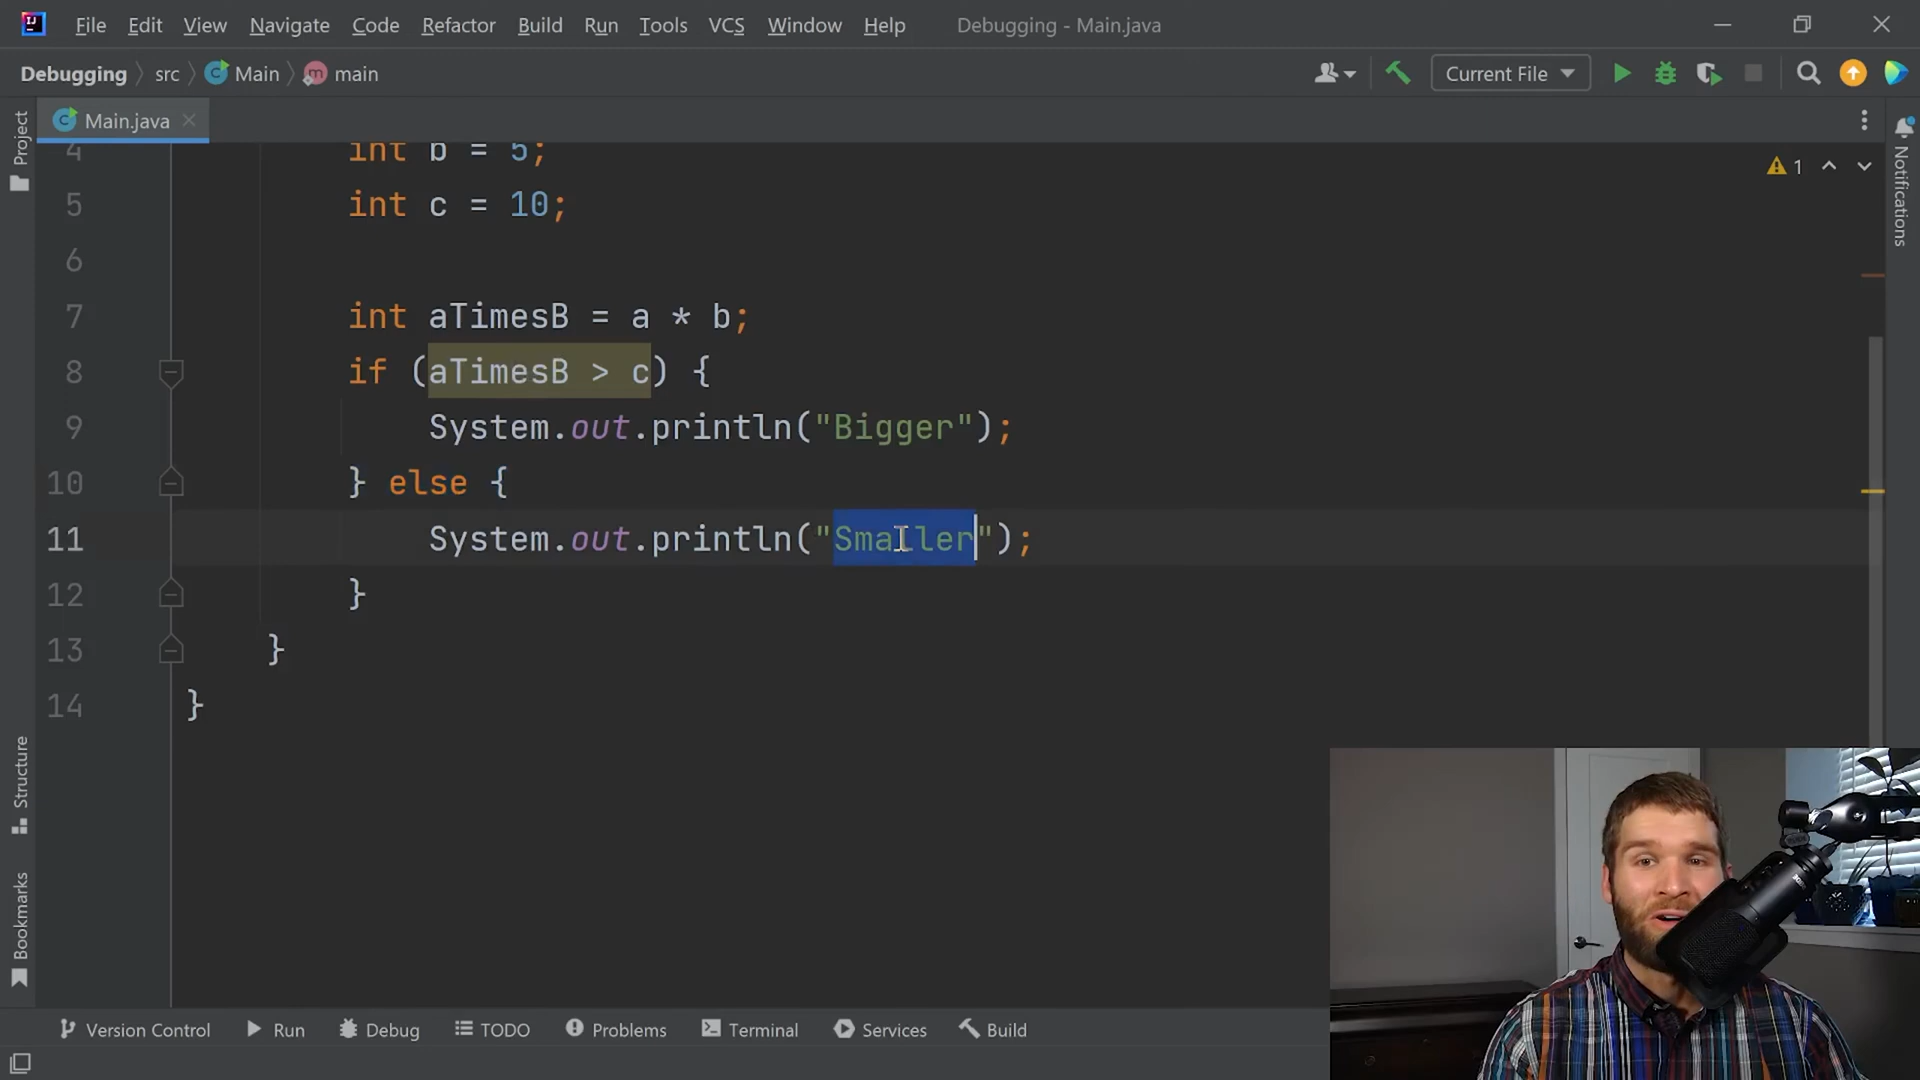 File Edit View Navigate Code Refactor Build Run Tools VCS Window Help Debugging - Main.java
Debugging src Main main Current File
Main.java
Project
Notifications
1
4 int b = 5;
5 int c = 10;
6
7 int aTimesB = a * b;
8 if (aTimesB > c) {
9 System.out.println("Bigger");
10 } else {
11 System.out.println("Smaller");
12 }
13 }
14 }
Structure
Bookmarks
Version Control Run Debug TODO Problems Terminal Services Build